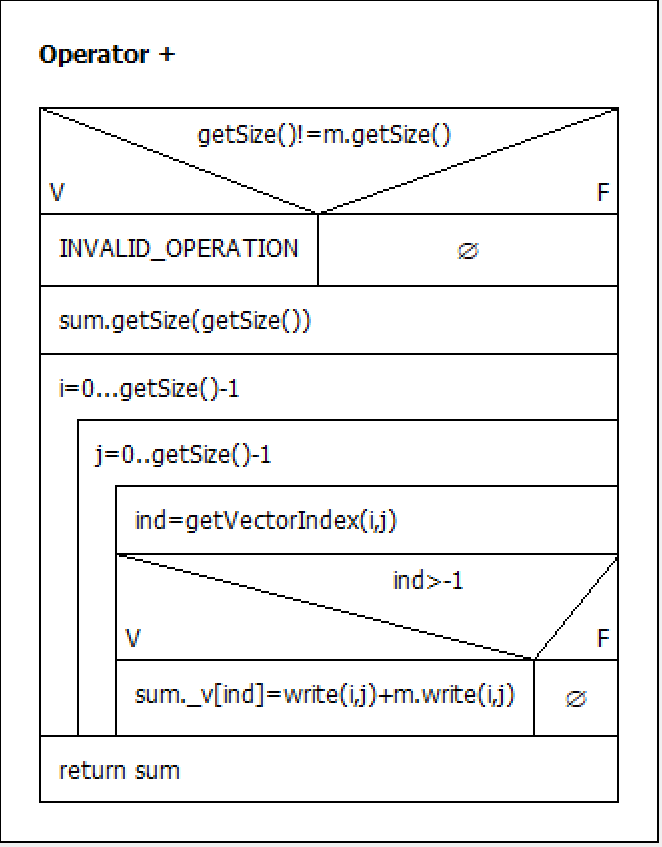 Operator +
getSize()!=m.getSize()
V
F
INVALID_OPERATION
∅
sum.getSize(getSize())
i=0...getSize()-1
j=0..getSize()-1
ind=getVectorIndex(i,j)
ind>-1
V
F
sum._v[ind]=write(i,j)+m.write(i,j)
∅
return sum